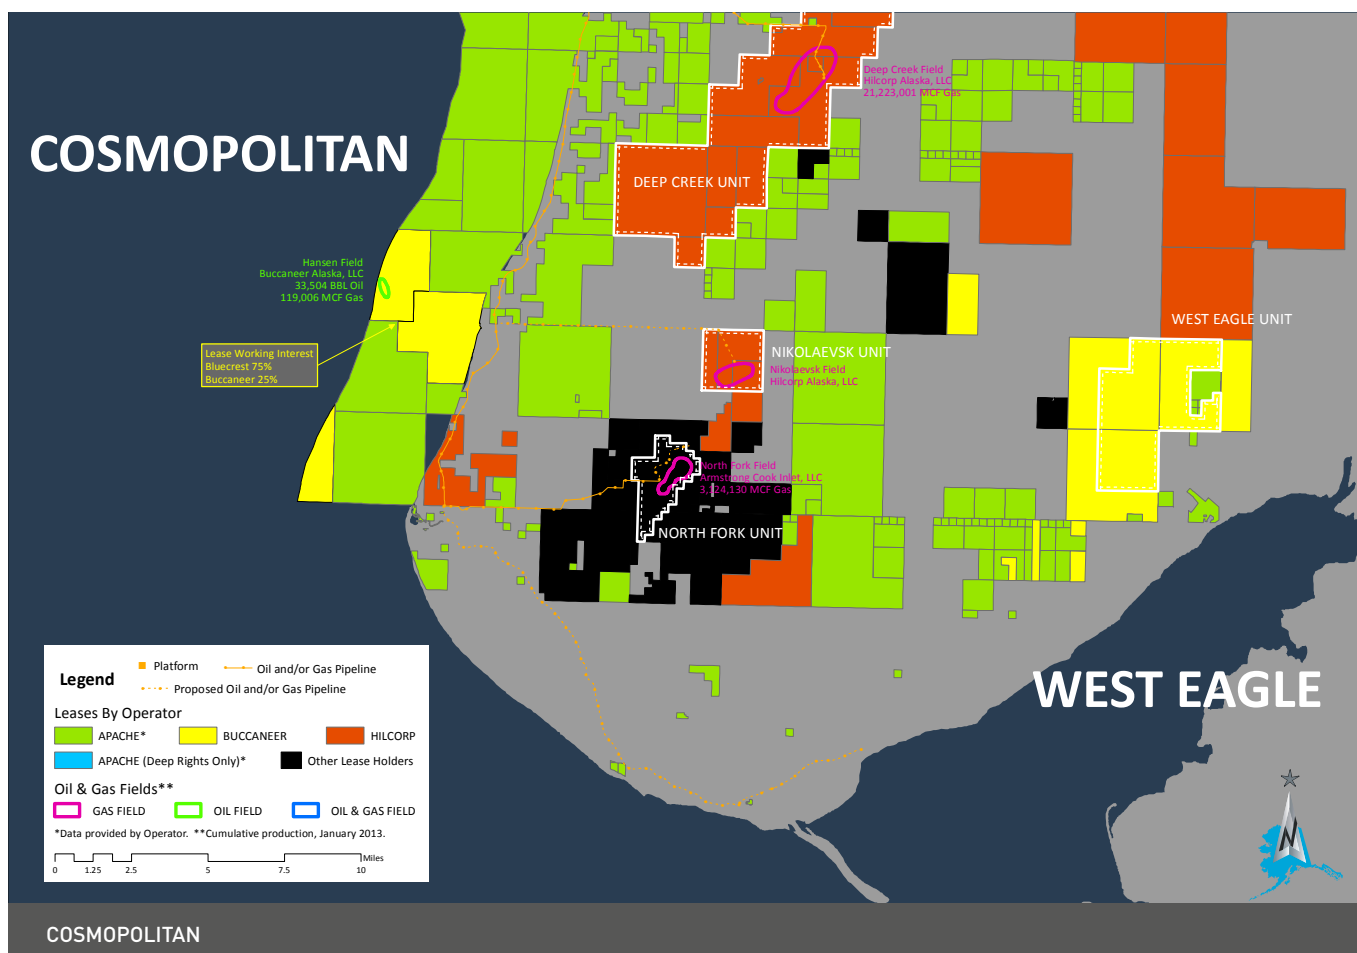 COSMOPOLITAN
Deep Creek Field
Hilcorp Alaska, LLC
21,223,001 MCF Gas
DEEP CREEK UNIT
Hansen Field
Buccaneer Alaska, LLC
33,504 BBL Oil
119,006 MCF Gas
WEST EAGLE UNIT
Lease Working Interest
Bluecrest 75%
Buccaneer 25%
NIKOLAEVSK UNIT
Nikolaevsk Field
Hilcorp Alaska, LLC
North Fork Field
Armstrong Cook Inlet, LLC
3,124,130 MCF Gas
NORTH FORK UNIT
WEST EAGLE
Legend
Platform
Oil and/or Gas Pipeline
Proposed Oil and/or Gas Pipeline
Leases By Operator
APACHE*
BUCCANEER
HILCORP
APACHE (Deep Rights Only)*
Other Lease Holders
Oil & Gas Fields**
GAS FIELD
OIL FIELD
OIL & GAS FIELD
*Data provided by Operator. **Cumulative production, January 2013.
Miles
0 1.25 2.5 5 7.5 10
N
COSMOPOLITAN